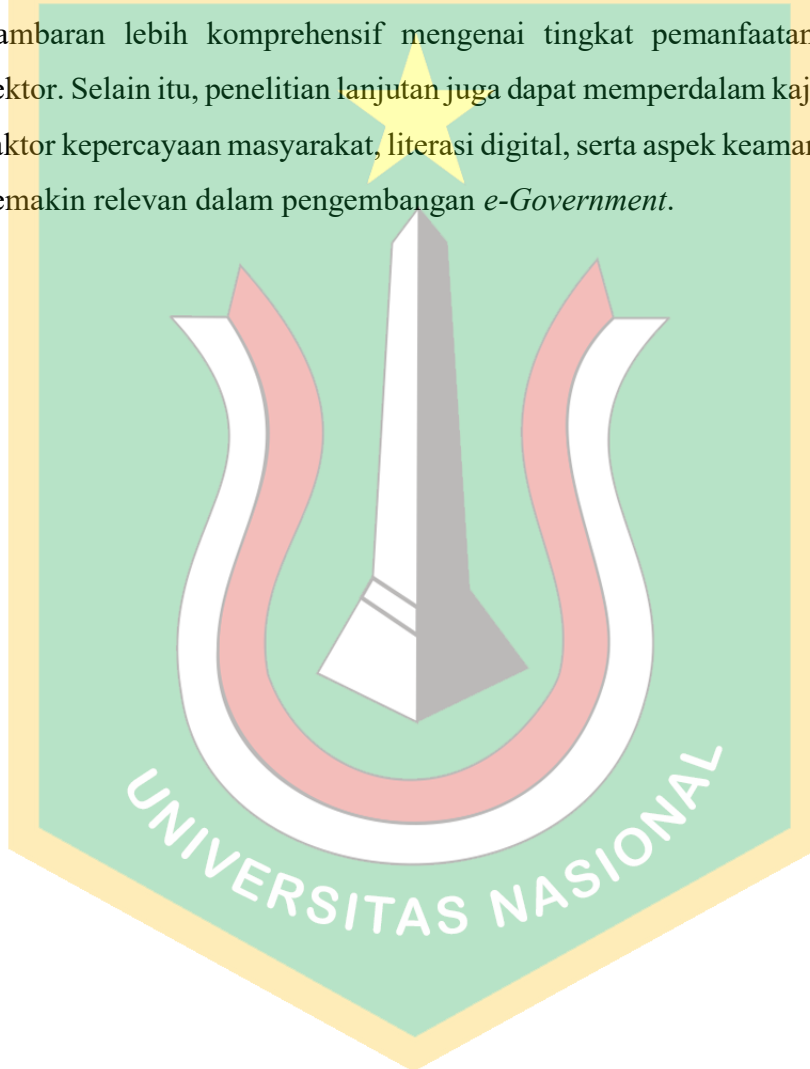 ambaran lebih komprehensif mengenai tingkat pemanfaatan
ektor. Selain itu, penelitian lanjutan juga dapat memperdalam kaj
aktor kepercayaan masyarakat, literasi digital, serta aspek keaman
emakin relevan dalam pengembangan e-Government.
UNIVERSITAS NASIONAL